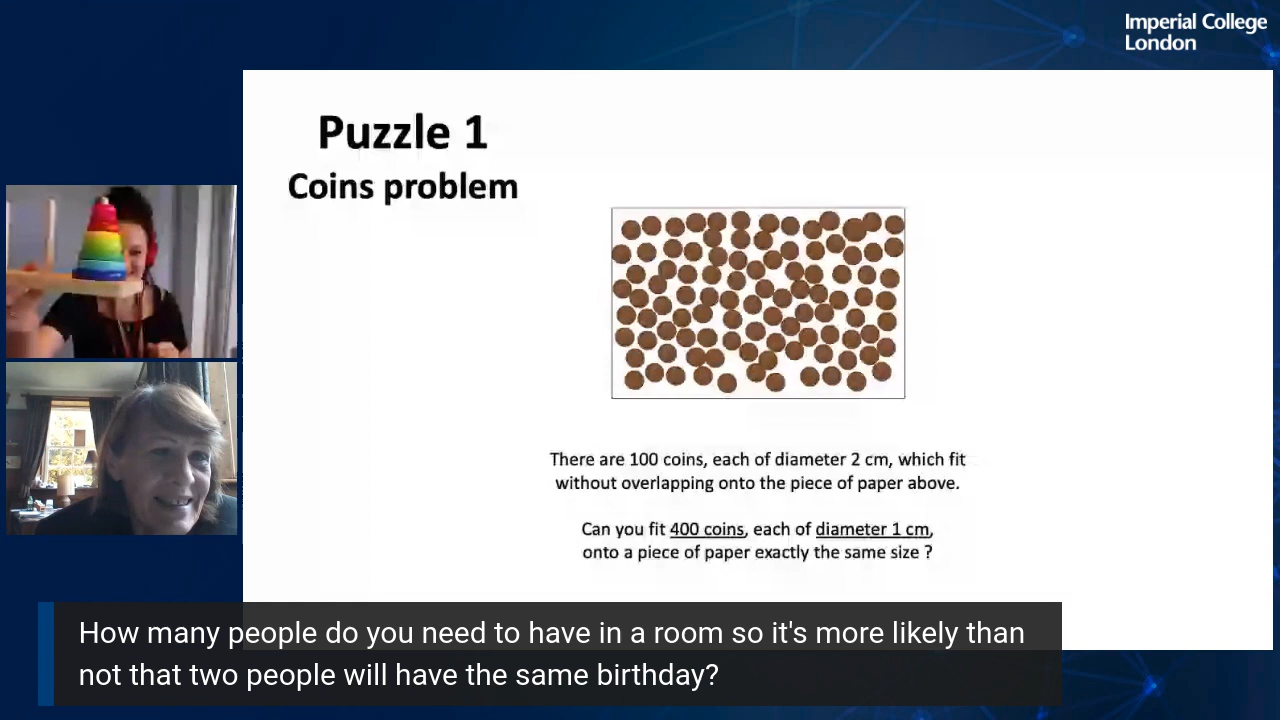 Imperial College
London
Puzzle 1
Coins problem
There are 100 coins, each of diameter 2 cm, which fit
without overlapping onto the piece of paper above.
Can you fit 400 coins, each of diameter 1 cm,
onto a piece of paper exactly the same size ?
How many people do you need to have in a room so it's more likely than
not that two people will have the same birthday?